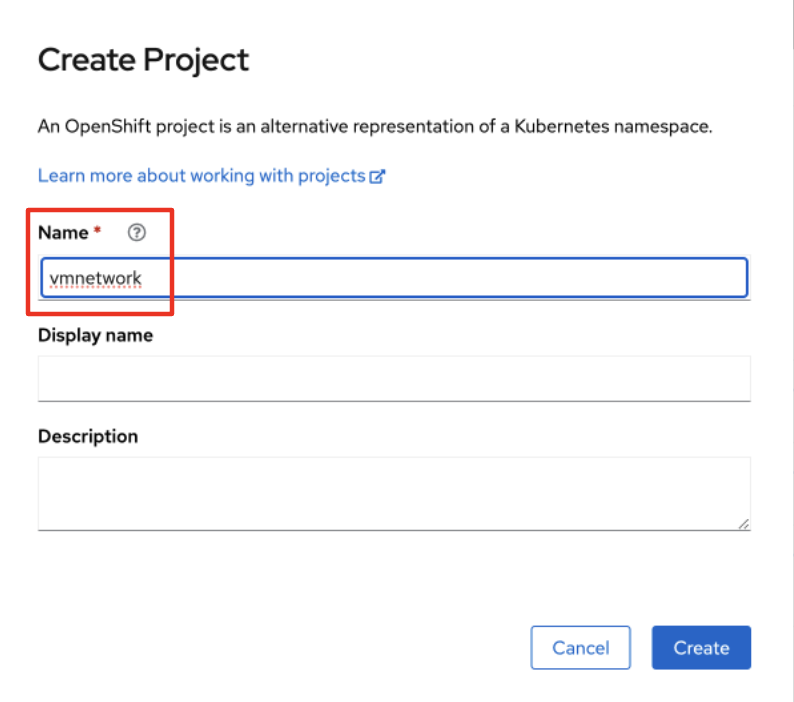 Create Project
An OpenShift project is an alternative representation of a Kubernetes namespace.
Learn more about working with projects
Name *
vmnetwork
Display name
Description
Cancel Create